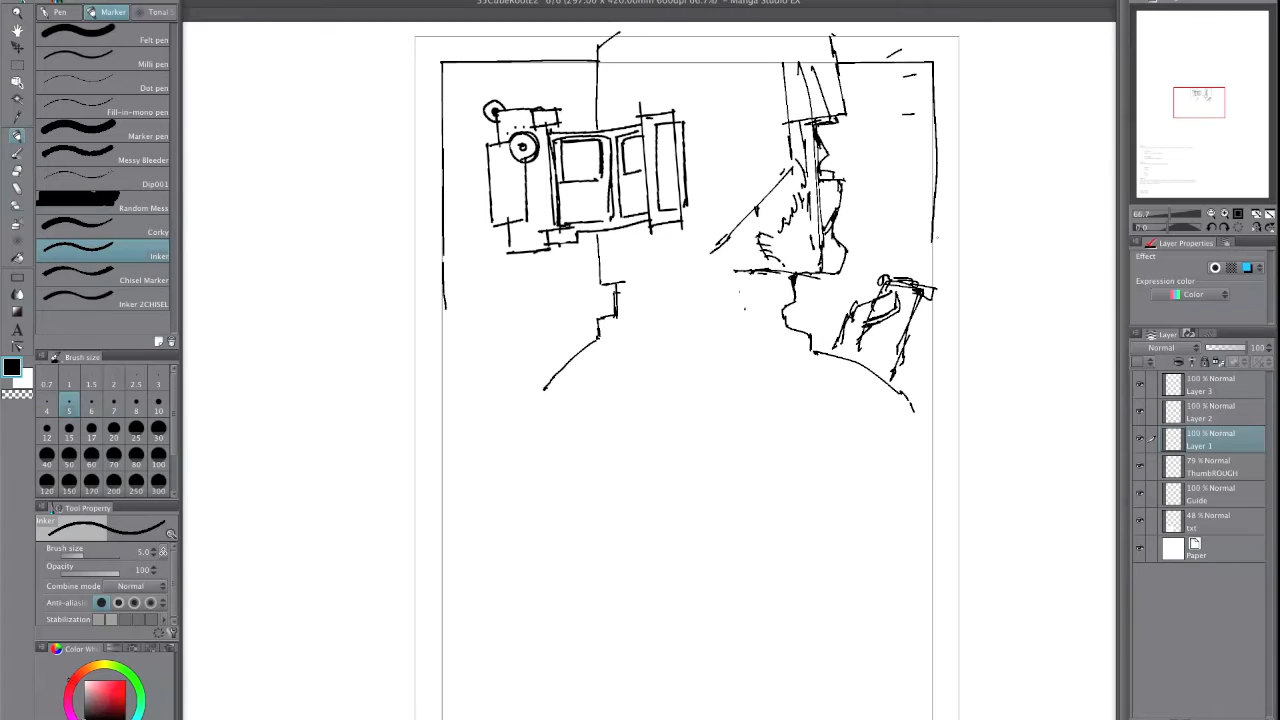 Pen Marker Tonal
Felt pen
Milli pen
Dot pen
Fill-in-mono pen
Marker pen
Messy Bleeder
Dip001
Random Mess
Corky
Inker
Chisel Marker
Inker 2CHISEL
Brush size
0.7 1 1.5 2 2.5 3
4 5 6 7 8 10
12 15 17 20 25 30
40 50 60 70 80 100
120 150 170 200 250 300
Tool Property
Inker
Brush size 5.0
Opacity 100
Combine mode Normal
Anti-aliasin
Stabilization
Color Wh
66.7
0.0
Layer Properties
Effect
Expression color
Color
Layer
Normal 100
100 % Normal
Layer 3
100 % Normal
Layer 2
100 % Normal
Layer 1
79 % Normal
ThumbROUGH
100 % Normal
Guide
48 % Normal
txt
Paper